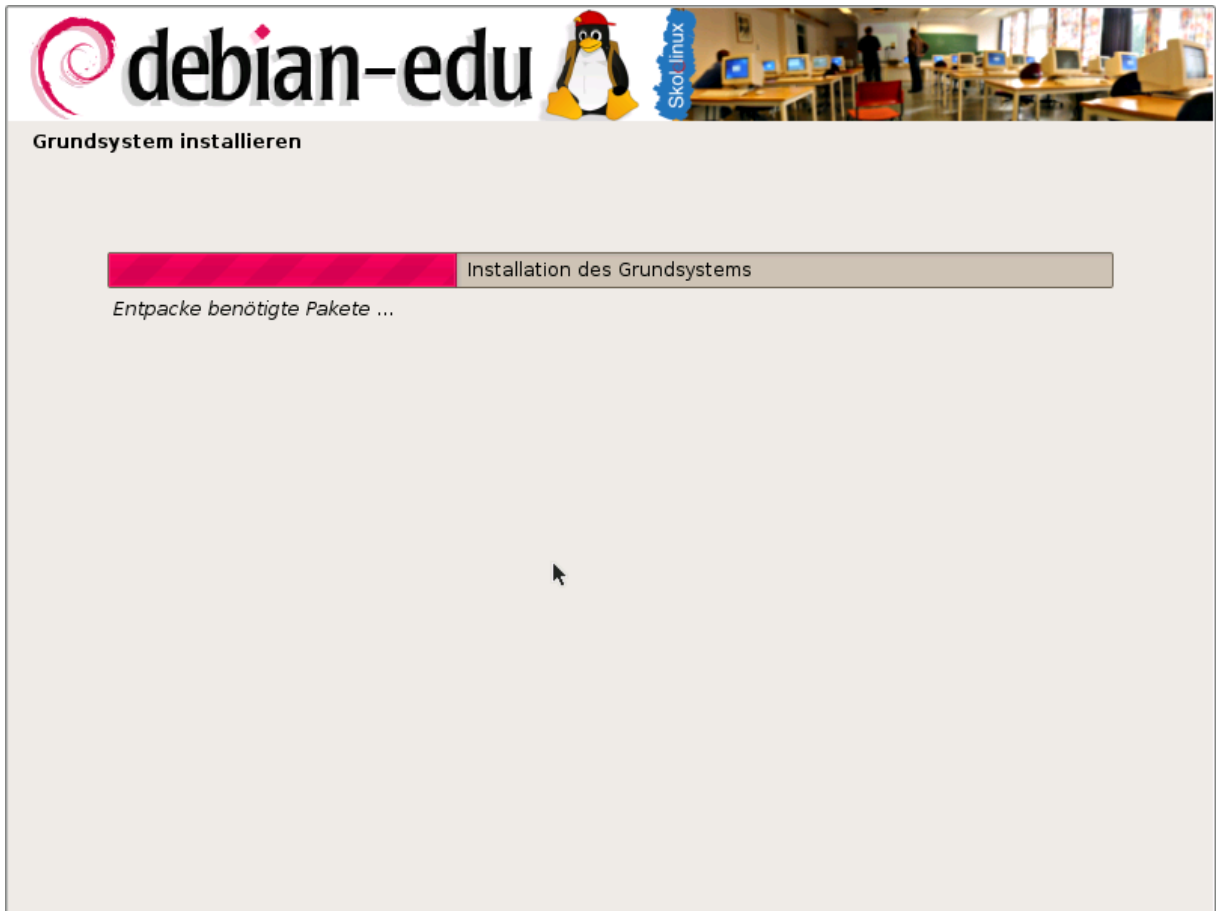 debian-edu
Skolelinux
Grundsystem installieren
Installation des Grundsystems
Entpacke benötigte Pakete ...